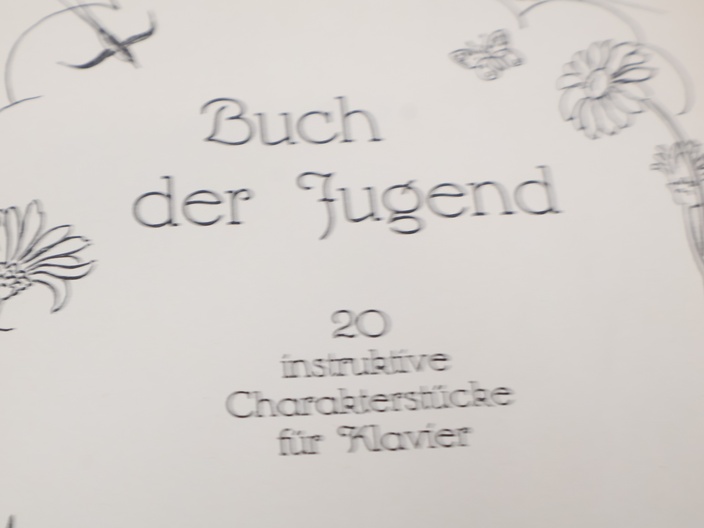 Buch
der Jugend
20
instruktive
Charakterstücke
für Klavier